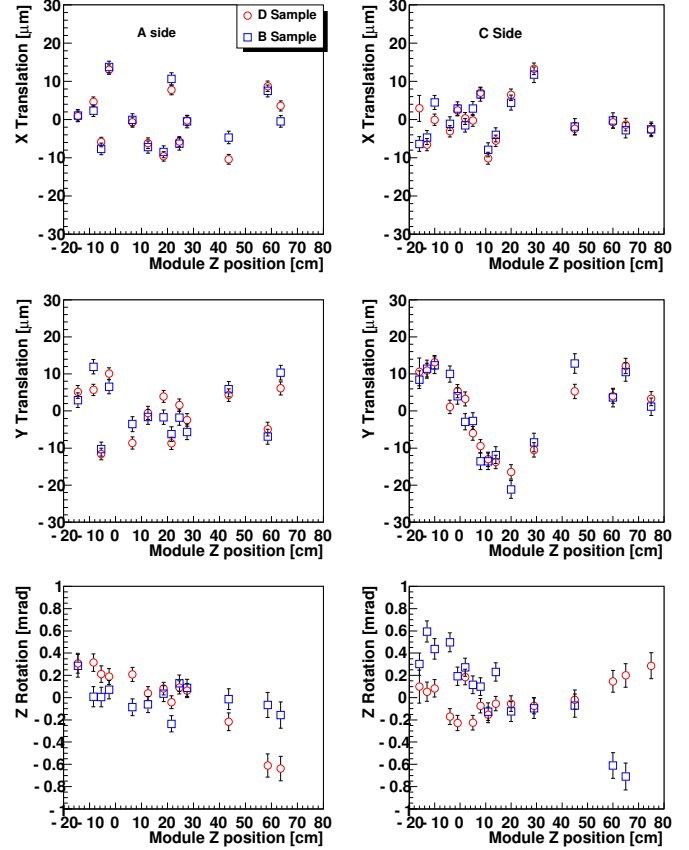 A side
D Sample
B Sample
X Translation [μm]
30
20
10
0
- 10
- 20
- 30
- 20 - 10 0 10 20 30 40 50 60 70 80
Module Z position [cm]
C Side
X Translation [μm]
30
20
10
0
- 10
- 20
- 30
- 20 - 10 0 10 20 30 40 50 60 70 80
Module Z position [cm]
Y Translation [μm]
30
20
10
0
- 10
- 20
- 30
- 20 - 10 0 10 20 30 40 50 60 70 80
Module Z position [cm]
Y Translation [μm]
30
20
10
0
- 10
- 20
- 30
- 20 - 10 0 10 20 30 40 50 60 70 80
Module Z position [cm]
Z Rotation [mrad]
1
0.8
0.6
0.4
0.2
0
- 0.2
- 0.4
- 0.6
- 0.8
- 1
- 20 - 10 0 10 20 30 40 50 60 70 80
Module Z position [cm]
Z Rotation [mrad]
1
0.8
0.6
0.4
0.2
0
- 0.2
- 0.4
- 0.6
- 0.8
- 1
- 20 - 10 0 10 20 30 40 50 60 70 80
Module Z position [cm]